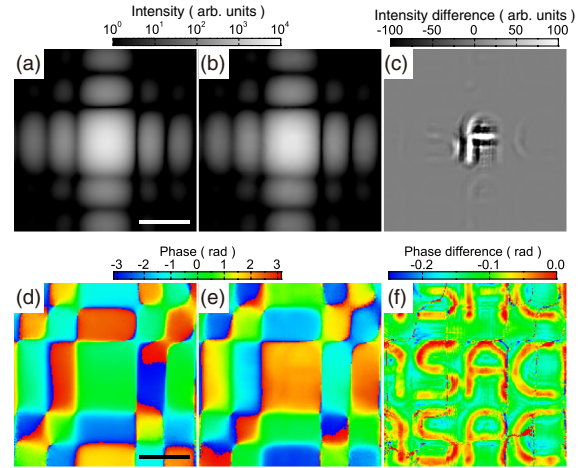 Intensity ( arb. units ) Intensity difference ( arb. units )
10⁰ 10¹ 10² 10³ 10⁴ -100 -50 0 50 100
(a) (b) (c)
Phase ( rad ) Phase difference ( rad )
-3 -2 -1 0 1 2 3 -0.2 -0.1 0.0
(d) (e) (f)